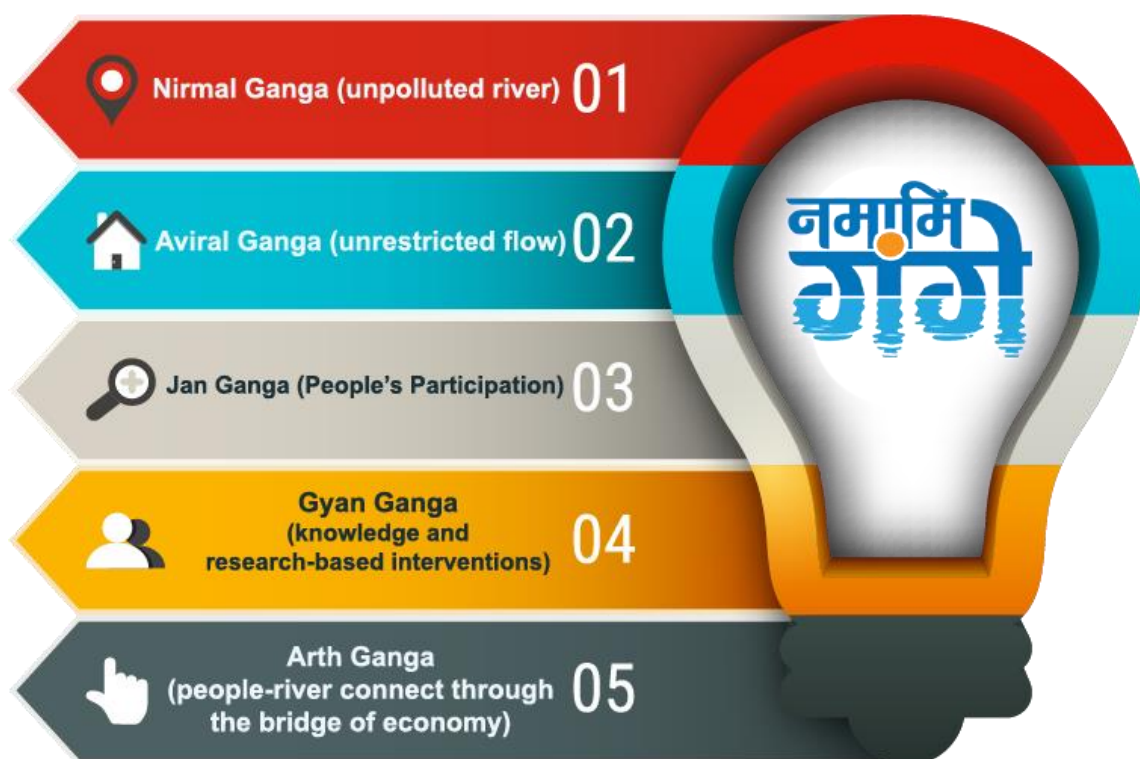 Nirmal Ganga (unpolluted river) 01
Aviral Ganga (unrestricted flow) 02
Jan Ganga (People's Participation) 03
Gyan Ganga
(knowledge and
research-based interventions)
04
Arth Ganga
(people-river connect through
the bridge of economy)
05
नमामि
गंगे